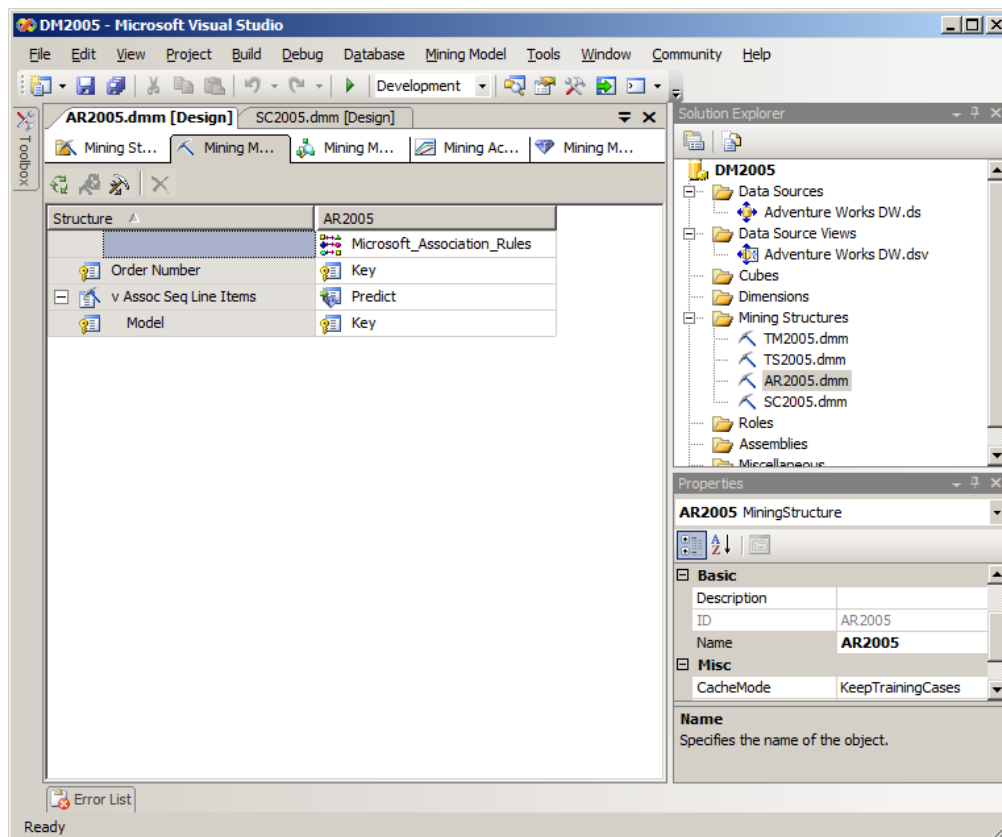 DM2005 - Microsoft Visual Studio
File Edit View Project Build Debug Database Mining Model Tools Window Community Help
Development
Toolbox
AR2005.dmm [Design] SC2005.dmm [Design]
Mining St... Mining M... Mining M... Mining Ac... Mining M...
Structure AR2005
Microsoft_Association_Rules
Order Number Key
v Assoc Seq Line Items Predict
Model Key
Solution Explorer
DM2005
Data Sources
Adventure Works DW.ds
Data Source Views
Adventure Works DW.dsv
Cubes
Dimensions
Mining Structures
TM2005.dmm
TS2005.dmm
AR2005.dmm
SC2005.dmm
Roles
Assemblies
Miscellaneous
Properties
AR2005 MiningStructure
Basic
Description
ID AR2005
Name AR2005
Misc
CacheMode KeepTrainingCases
Name
Specifies the name of the object.
Error List
Ready